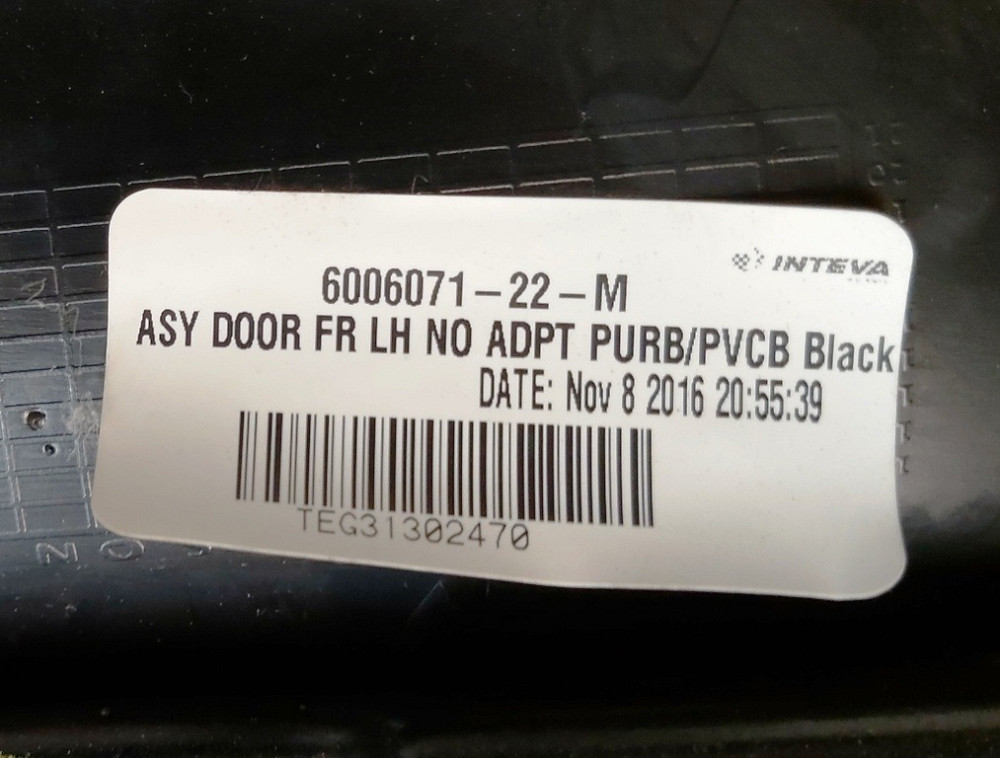 INTEVA
6006071-22-M
ASY DOOR FR LH NO ADPT PURB/PVCB Black
DATE: Nov 8 2016 20:55:39
TEG31302470